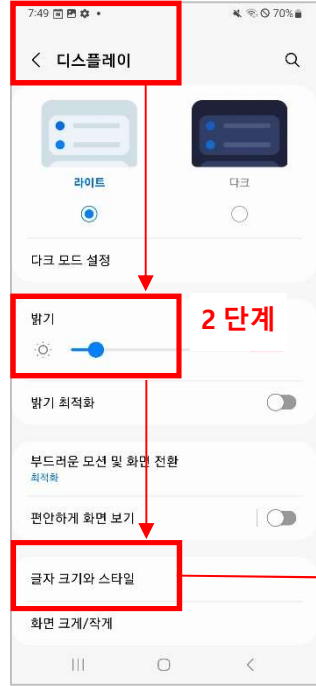 7:49 70%
디스플레이
라이트 다크
다크 모드 설정
밝기
2 단계
밝기 최적화
부드러운 모션 및 화면 전환
최적화
편안하게 화면 보기
글자 크기와 스타일
화면 크게/작게